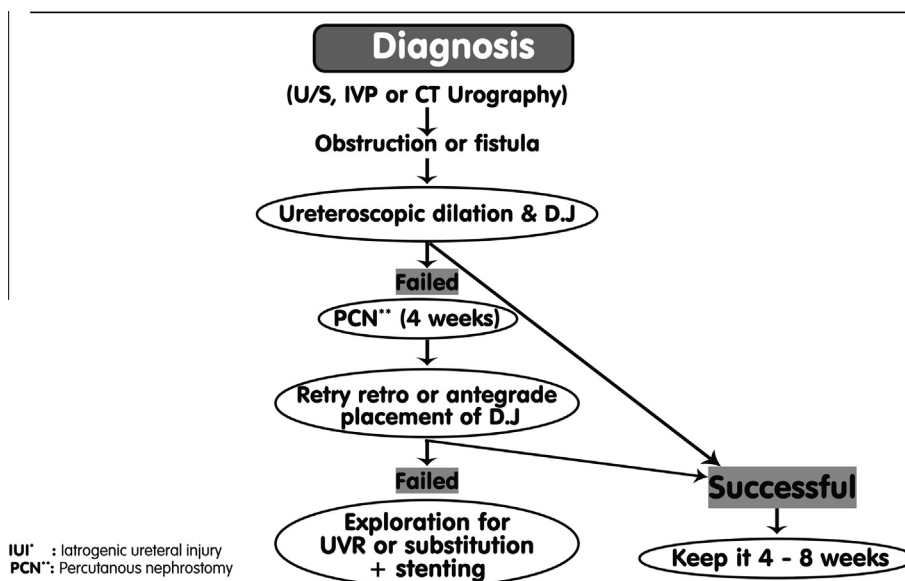 Diagnosis
(U/S, IVP or CT Urography)
Obstruction or fistula
Ureteroscopic dilation & D.J
Failed
PCN** (4 weeks)
Retry retro or antegrade
placement of D.J
Failed
Successful
Exploration for
UVR or substitution
+ stenting
Keep it 4 - 8 weeks
IUI* : Iatrogenic ureteral injury
PCN**: Percutanous nephrostomy